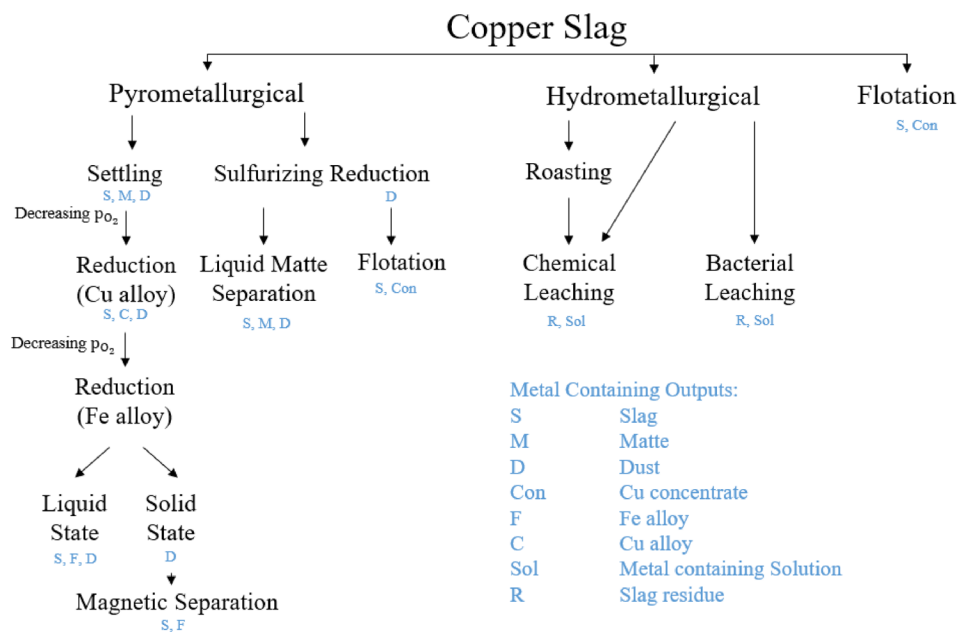 Copper Slag
Pyrometallurgical
Hydrometallurgical
Flotation
S, Con
Settling
S, M, D
Sulfurizing Reduction
D
Roasting
Decreasing pO₂
Reduction
(Cu alloy)
S, C, D
Liquid Matte
Separation
S, M, D
Flotation
S, Con
Chemical
Leaching
R, Sol
Bacterial
Leaching
R, Sol
Decreasing pO₂
Reduction
(Fe alloy)
Liquid
State
S, F, D
Solid
State
D
Magnetic Separation
S, F
Metal Containing Outputs:
S Slag
M Matte
D Dust
Con Cu concentrate
F Fe alloy
C Cu alloy
Sol Metal containing Solution
R Slag residue